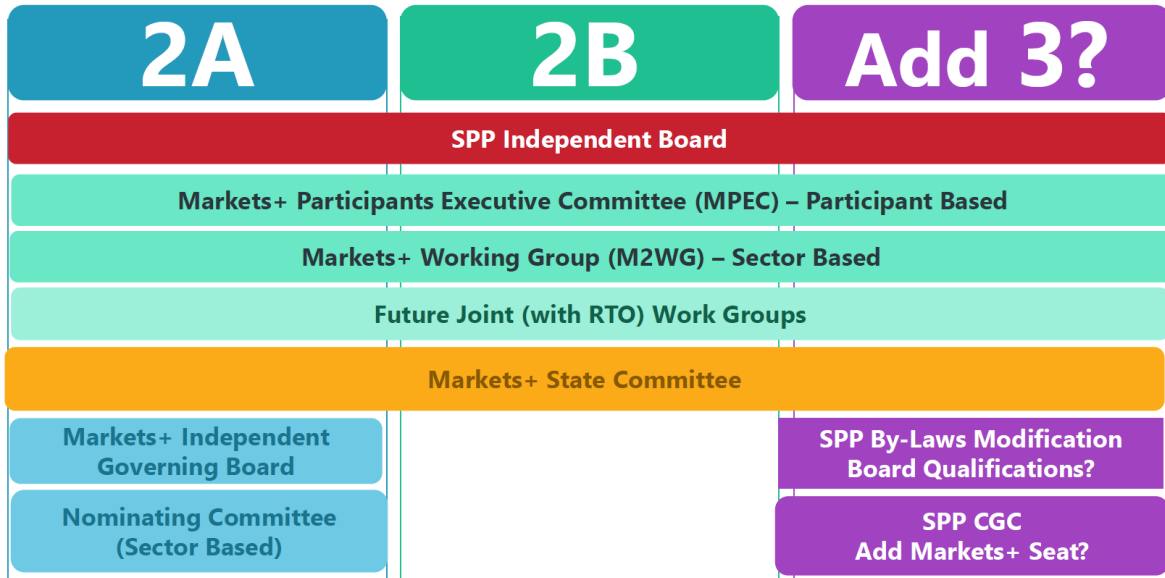 2A
2B
Add 3?
SPP Independent Board
Markets+ Participants Executive Committee (MPEC) – Participant Based
Markets+ Working Group (M2WG) – Sector Based
Future Joint (with RTO) Work Groups
Markets+ State Committee
Markets+ Independent
Governing Board
SPP By-Laws Modification
Board Qualifications?
Nominating Committee
(Sector Based)
SPP CGC
Add Markets+ Seat?